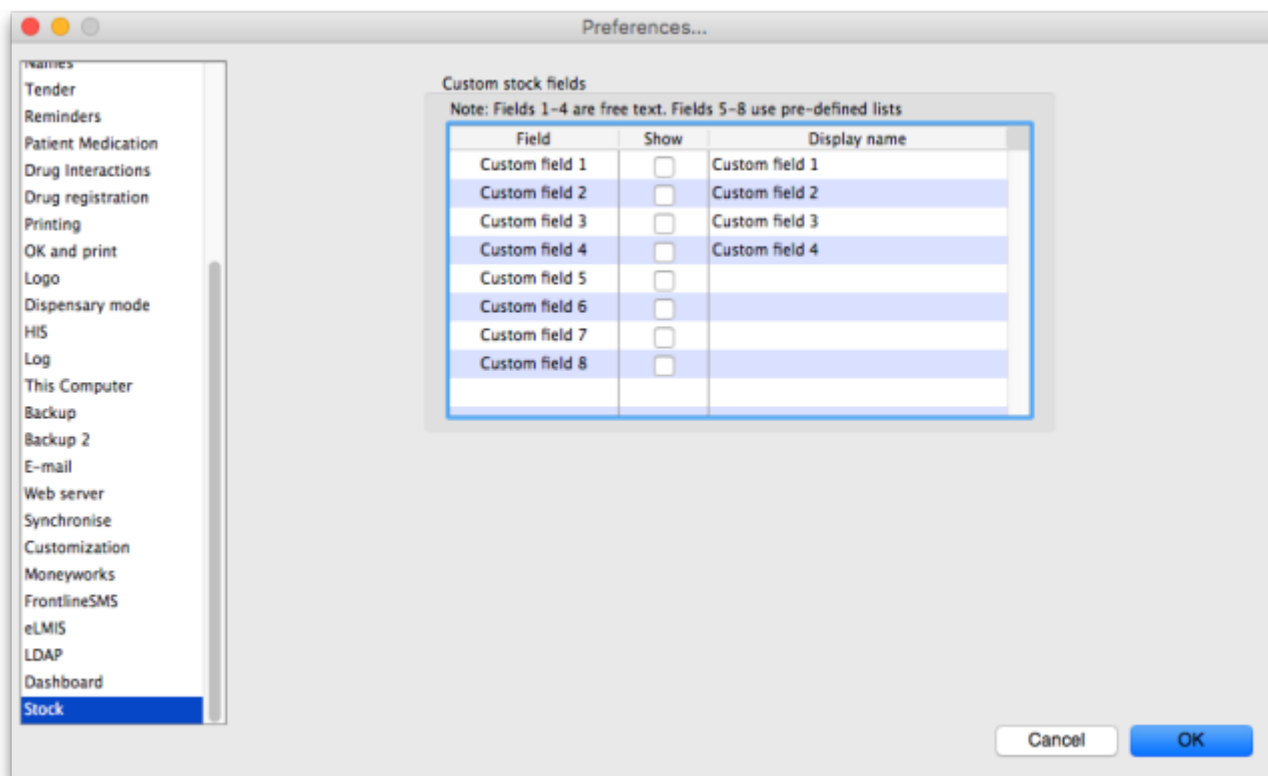 Preferences...
Names
Tender
Reminders
Patient Medication
Drug Interactions
Drug registration
Printing
OK and print
Logo
Dispensary mode
HIS
Log
This Computer
Backup
Backup 2
E-mail
Web server
Synchronise
Customization
Moneyworks
FrontlineSMS
eLMIS
LDAP
Dashboard
Stock
Custom stock fields
Note: Fields 1-4 are free text. Fields 5-8 use pre-defined lists
Field Show Display name
Custom field 1 Custom field 1
Custom field 2 Custom field 2
Custom field 3 Custom field 3
Custom field 4 Custom field 4
Custom field 5
Custom field 6
Custom field 7
Custom field 8
Cancel OK